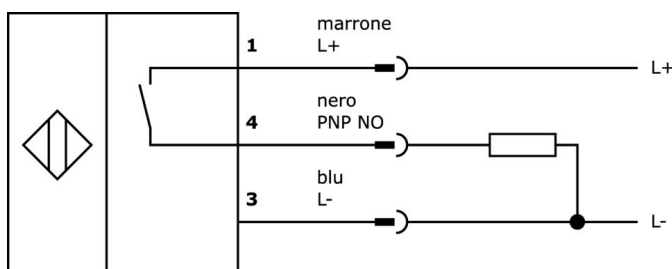 marrone
1 L+
L+
nero
4 PNP NO
blu
3 L-
L-